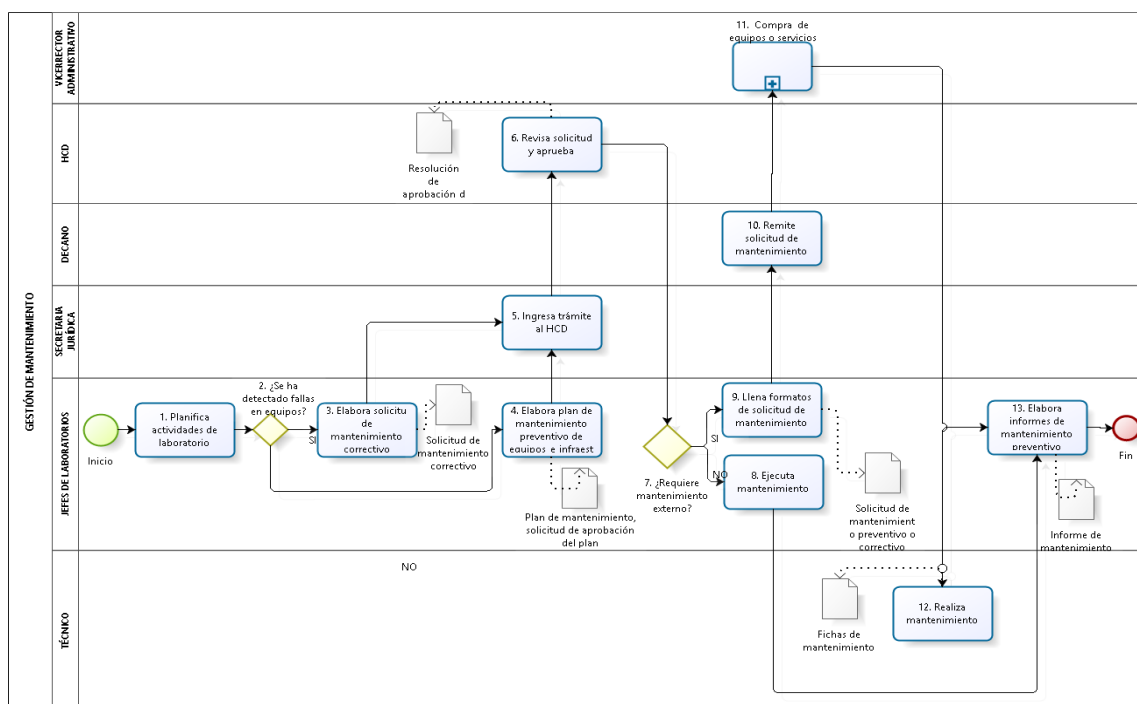 GESTIÓN DE MANTENIMIENTO
VICERRECTOR
ADMINISTRATIVO
11. Compra de
equipos o servicios
HCD
6. Revisa solicitud
y aprueba
Resolución
de
aprobación d
DECANO
10. Remite
solicitud de
mantenimiento
SECRETARIA
JURÍDICA
5. Ingresa trámite
al HCD
JEFES DE LABORATORIOS
Inicio
1. Planifica
actividades de
laboratorio
2. ¿Se ha
detectado fallas
en equipos?
SI
3. Elabora solicitu
de
mantenimiento
correctivo
Solicitud de
mantenimiento
correctivo
4. Elabora plan de
mantenimiento
preventivo de
equipos e infraest
Plan de mantenimiento,
solicitud de aprobación
del plan
7. ¿Requiere
mantenimiento
externo?
SI
NO
9. Llena formatos
de solicitud de
mantenimiento
8. Ejecuta
mantenimiento
Solicitud de
mantenimient
o preventivo o
correctivo
13. Elabora
informes de
mantenimiento
preventivo
Informe de
mantenimiento
Fin
TÉCNICO
NO
Fichas de
mantenimiento
12. Realiza
mantenimiento